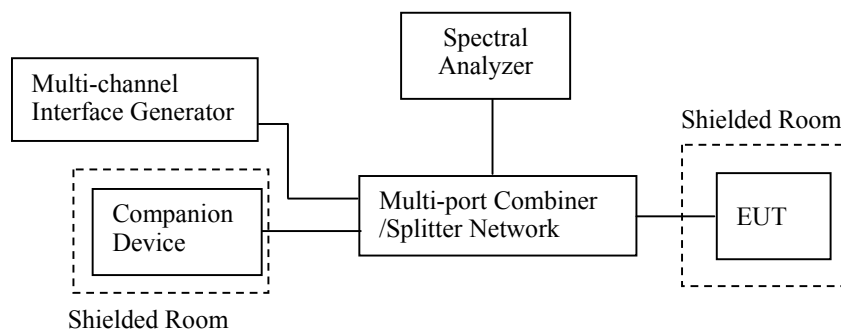 Spectral
Analyzer
Multi-channel
Interface Generator
Shielded Room
Multi-port Combiner
/Splitter Network
EUT
Companion
Device
Shielded Room